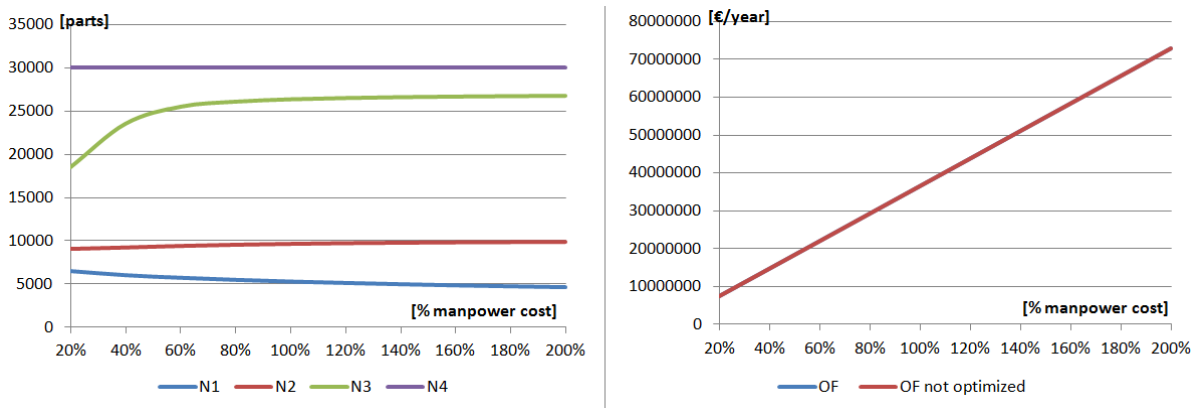 [parts]
35000
30000
25000
20000
15000
10000
5000
0
[% manpower cost]
20% 40% 60% 80% 100% 120% 140% 160% 180% 200%
N1 N2 N3 N4
[€/year]
80000000
70000000
60000000
50000000
40000000
30000000
20000000
10000000
0
[% manpower cost]
20% 40% 60% 80% 100% 120% 140% 160% 180% 200%
OF OF not optimized